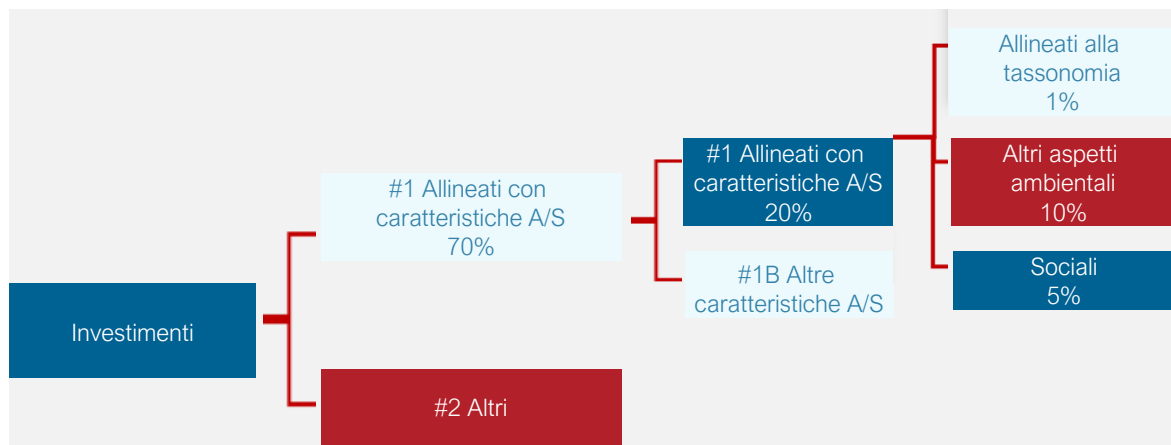 Investimenti
#1 Allineati con
caratteristiche A/S
70%
#2 Altri
#1 Allineati con
caratteristiche A/S
20%
#1B Altre
caratteristiche A/S
Allineati alla
tassonomia
1%
Altri aspetti
ambientali
10%
Sociali
5%